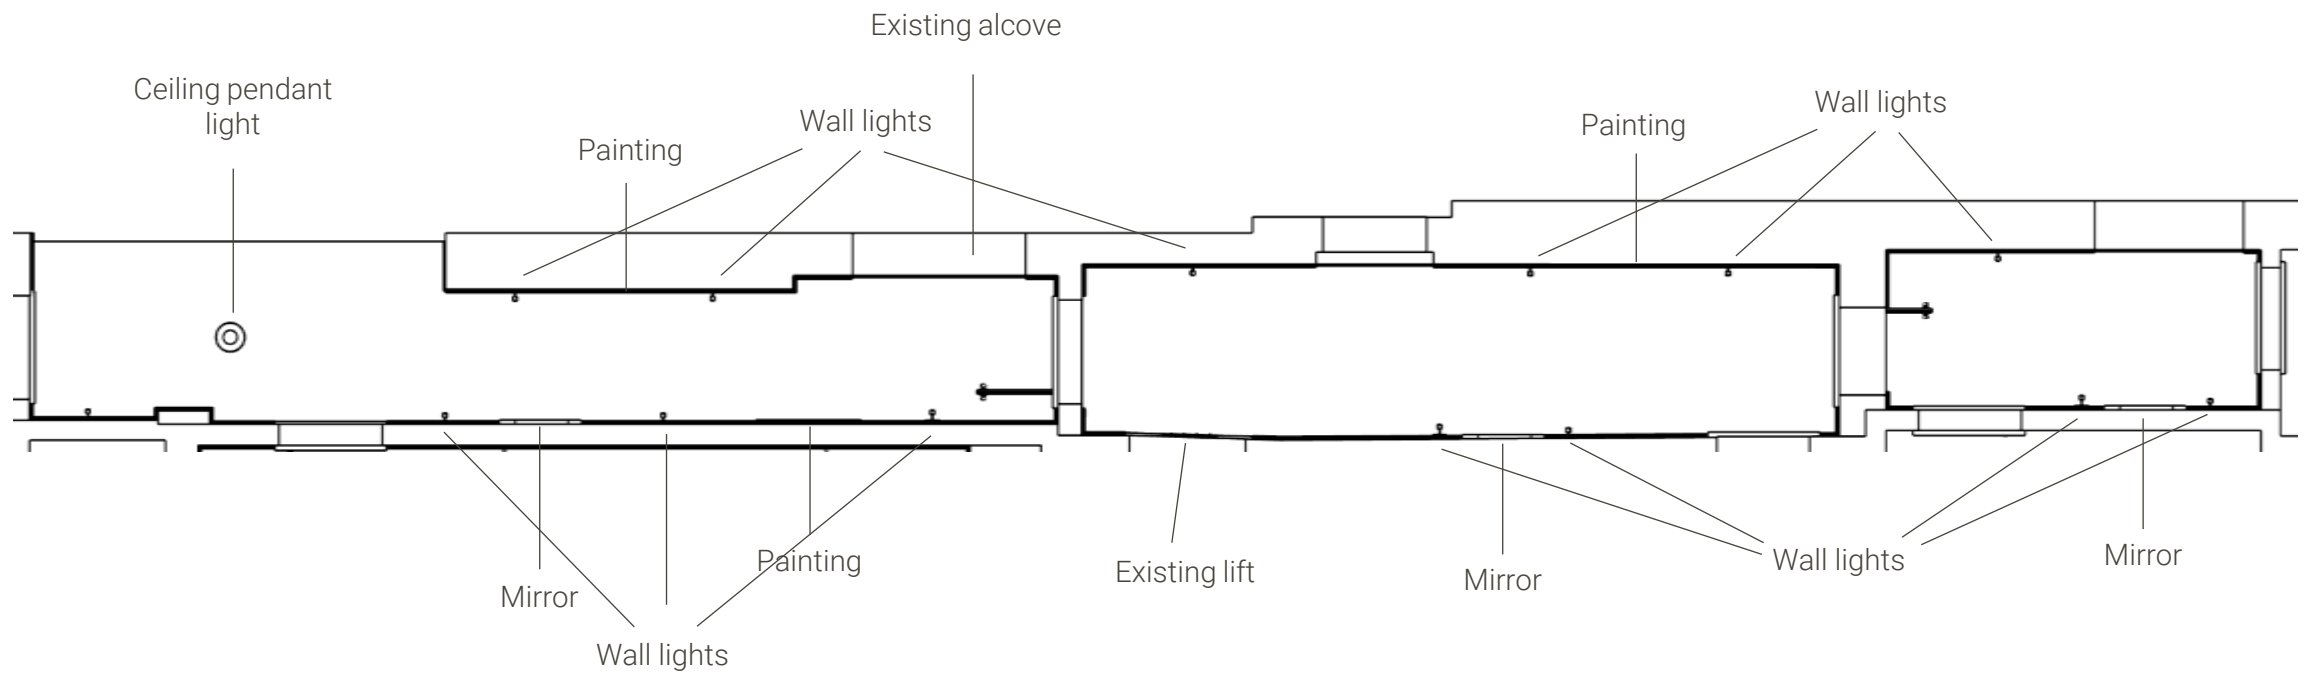 Existing alcove
Ceiling pendant
light
Wall lights
Painting
Wall lights
Painting
Painting
Mirror
Wall lights
Existing lift
Mirror
Wall lights
Mirror